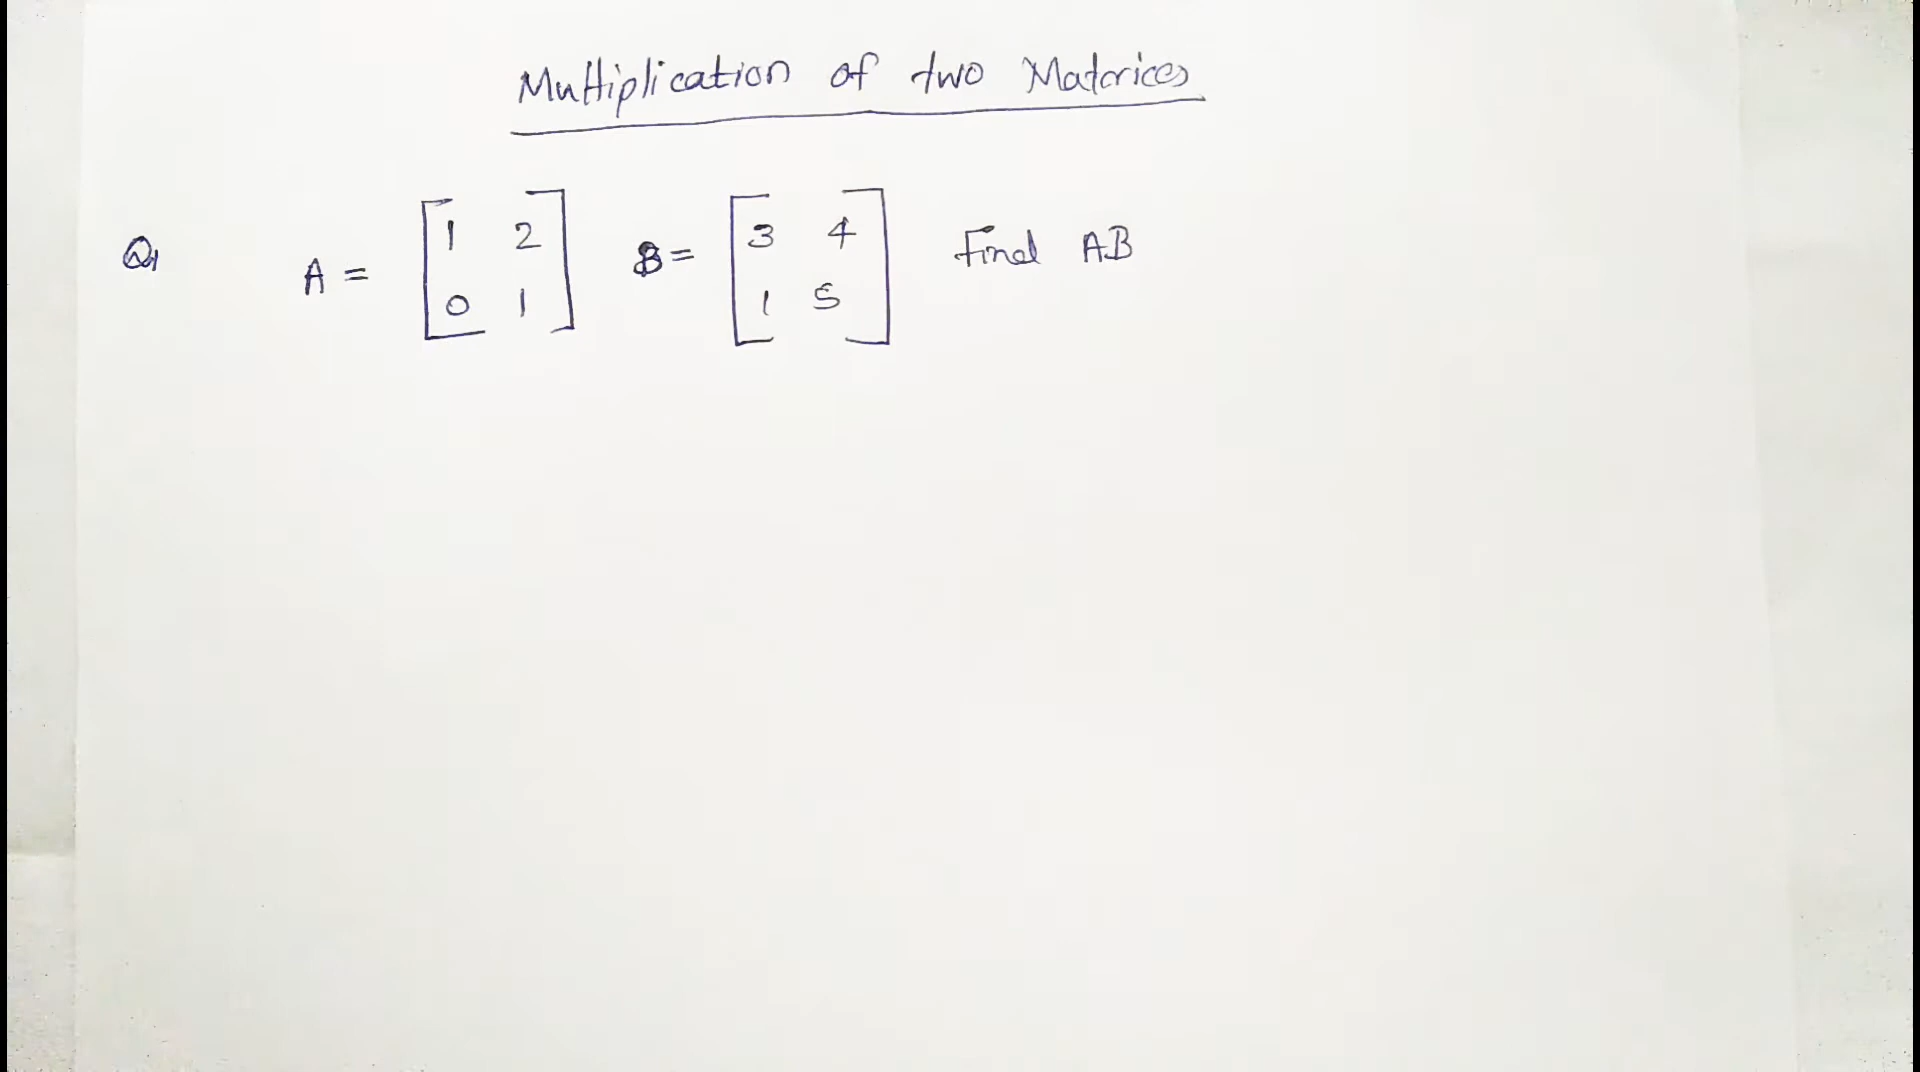 Multiplication of two Matrices
Q1 A = [1 2 0 1] B = [3 4 1 5] Find AB